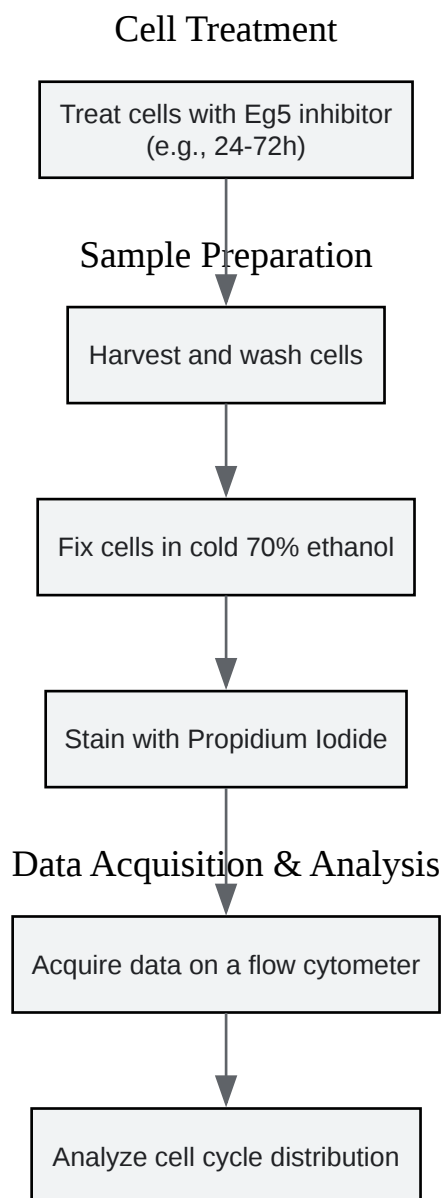 Cell Treatment
Treat cells with Eg5 inhibitor
(e.g., 24-72h)
Sample Preparation
Harvest and wash cells
Fix cells in cold 70% ethanol
Stain with Propidium Iodide
Data Acquisition & Analysis
Acquire data on a flow cytometer
Analyze cell cycle distribution